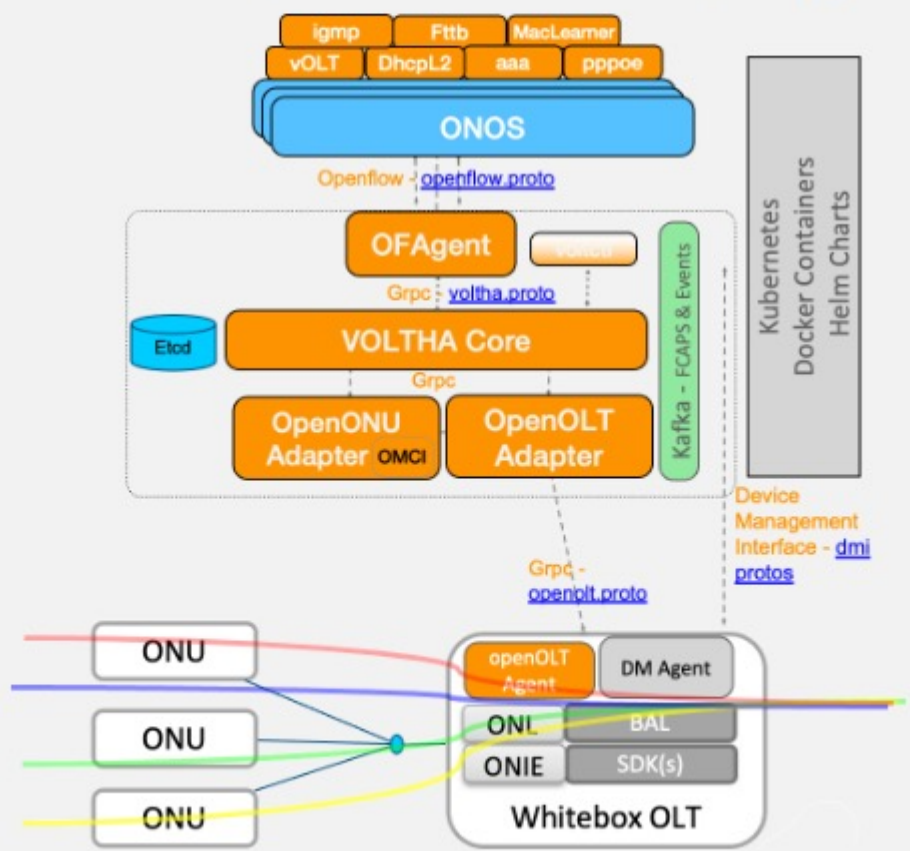 igmp
Fttb
MacLearner
vOLT
DhcpL2
aaa
pppoe
ONOS
Openflow - openflow.proto
OFAgent
Grpc - voltha.proto
Etcd
VOLTHA Core
Grpc
OpenONU
Adapter
OMCI
OpenOLT
Adapter
Kafka - FCAPS & Events
Kubernetes
Docker Containers
Helm Charts
Device
Management
Interface - dmi
protos
Grpc -
openolt.proto
ONU
ONU
ONU
openOLT
Agent
DM Agent
ONL
BAL
ONIE
SDK(s)
Whitebox OLT